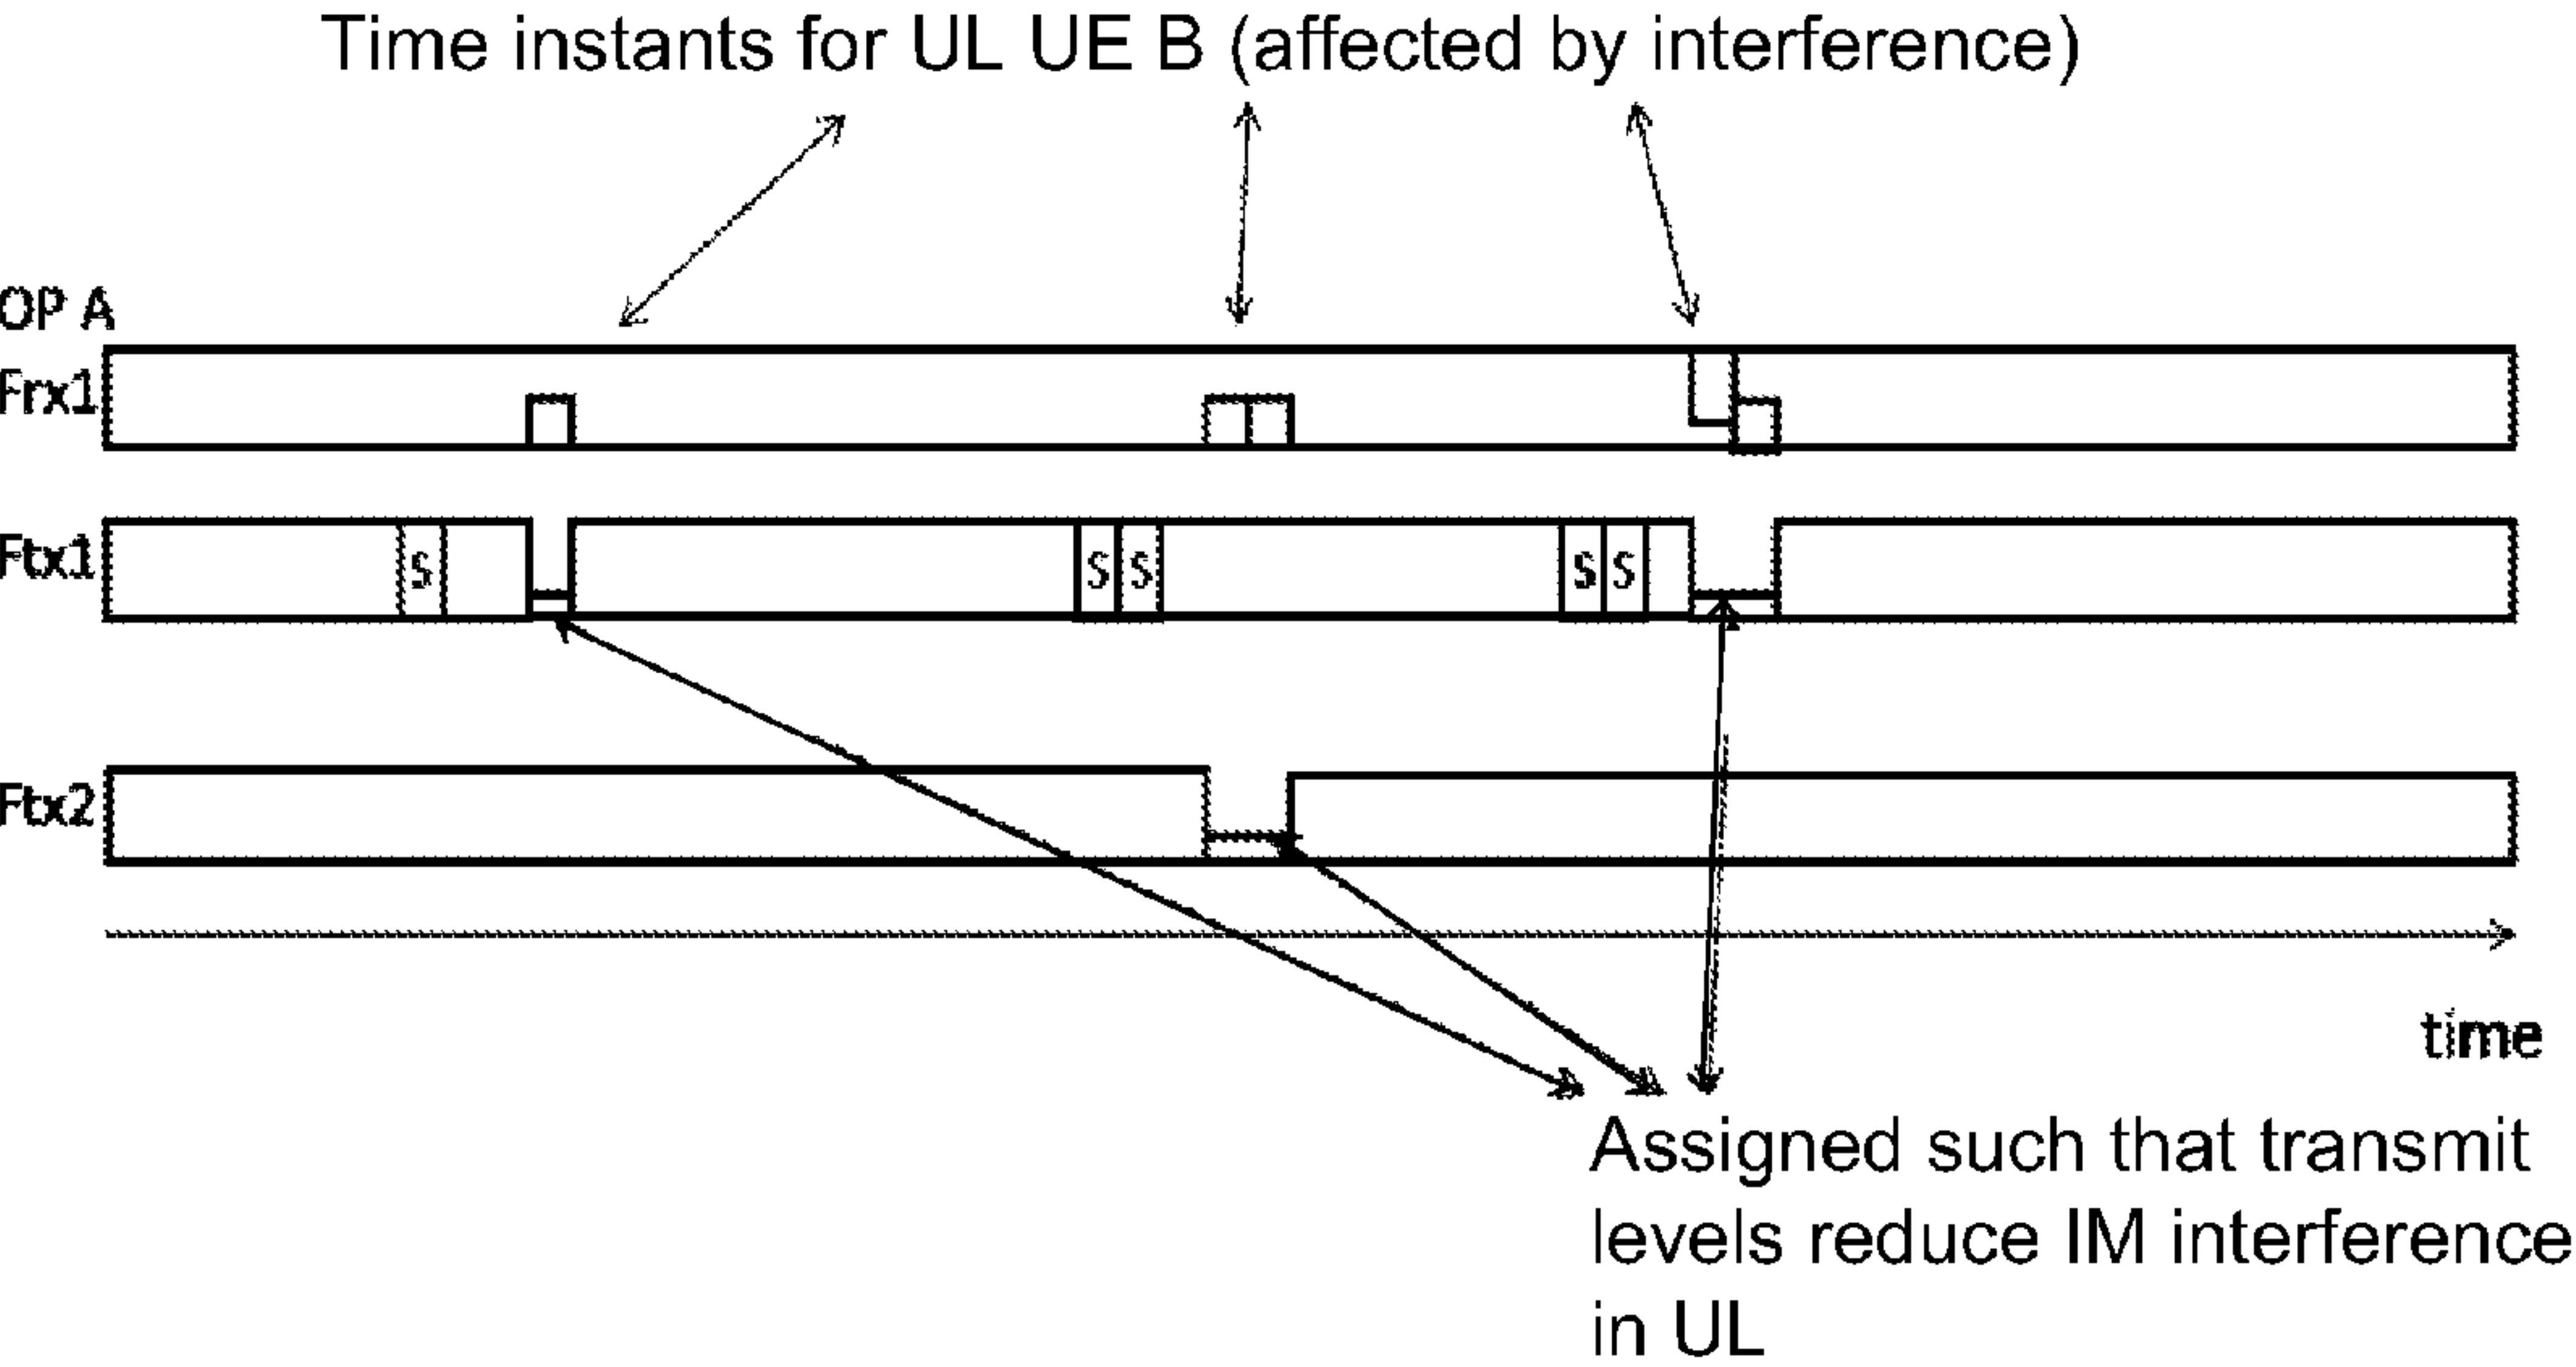 Time instants for UL UE B (affected by interference)
OP A
Frx1
Ftx1
S
S S
S S
Ftx2
time
Assigned such that transmit
levels reduce IM interference
in UL